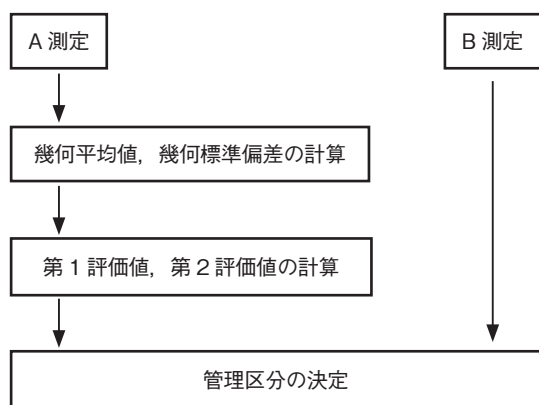 A 測定
B 測定
幾何平均値，幾何標準偏差の計算
第 1 評価値，第 2 評価値の計算
管理区分の決定